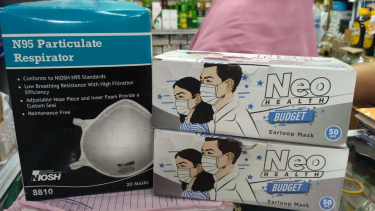 N95 Particulate
Respirator
Conforms to NIOSH N95 Standards
Low Breathing Resistance With High Filtration
Efficiency
Adjustable Nose Piece and Inner Foam Provide a
Custom Seal
Maintenance Free
NIOSH
8810
20 Masks
Neo
HEALTH
BUDGET
Earloop Mask
50
Neo
HEALTH
BUDGET
Earloop Mask
50